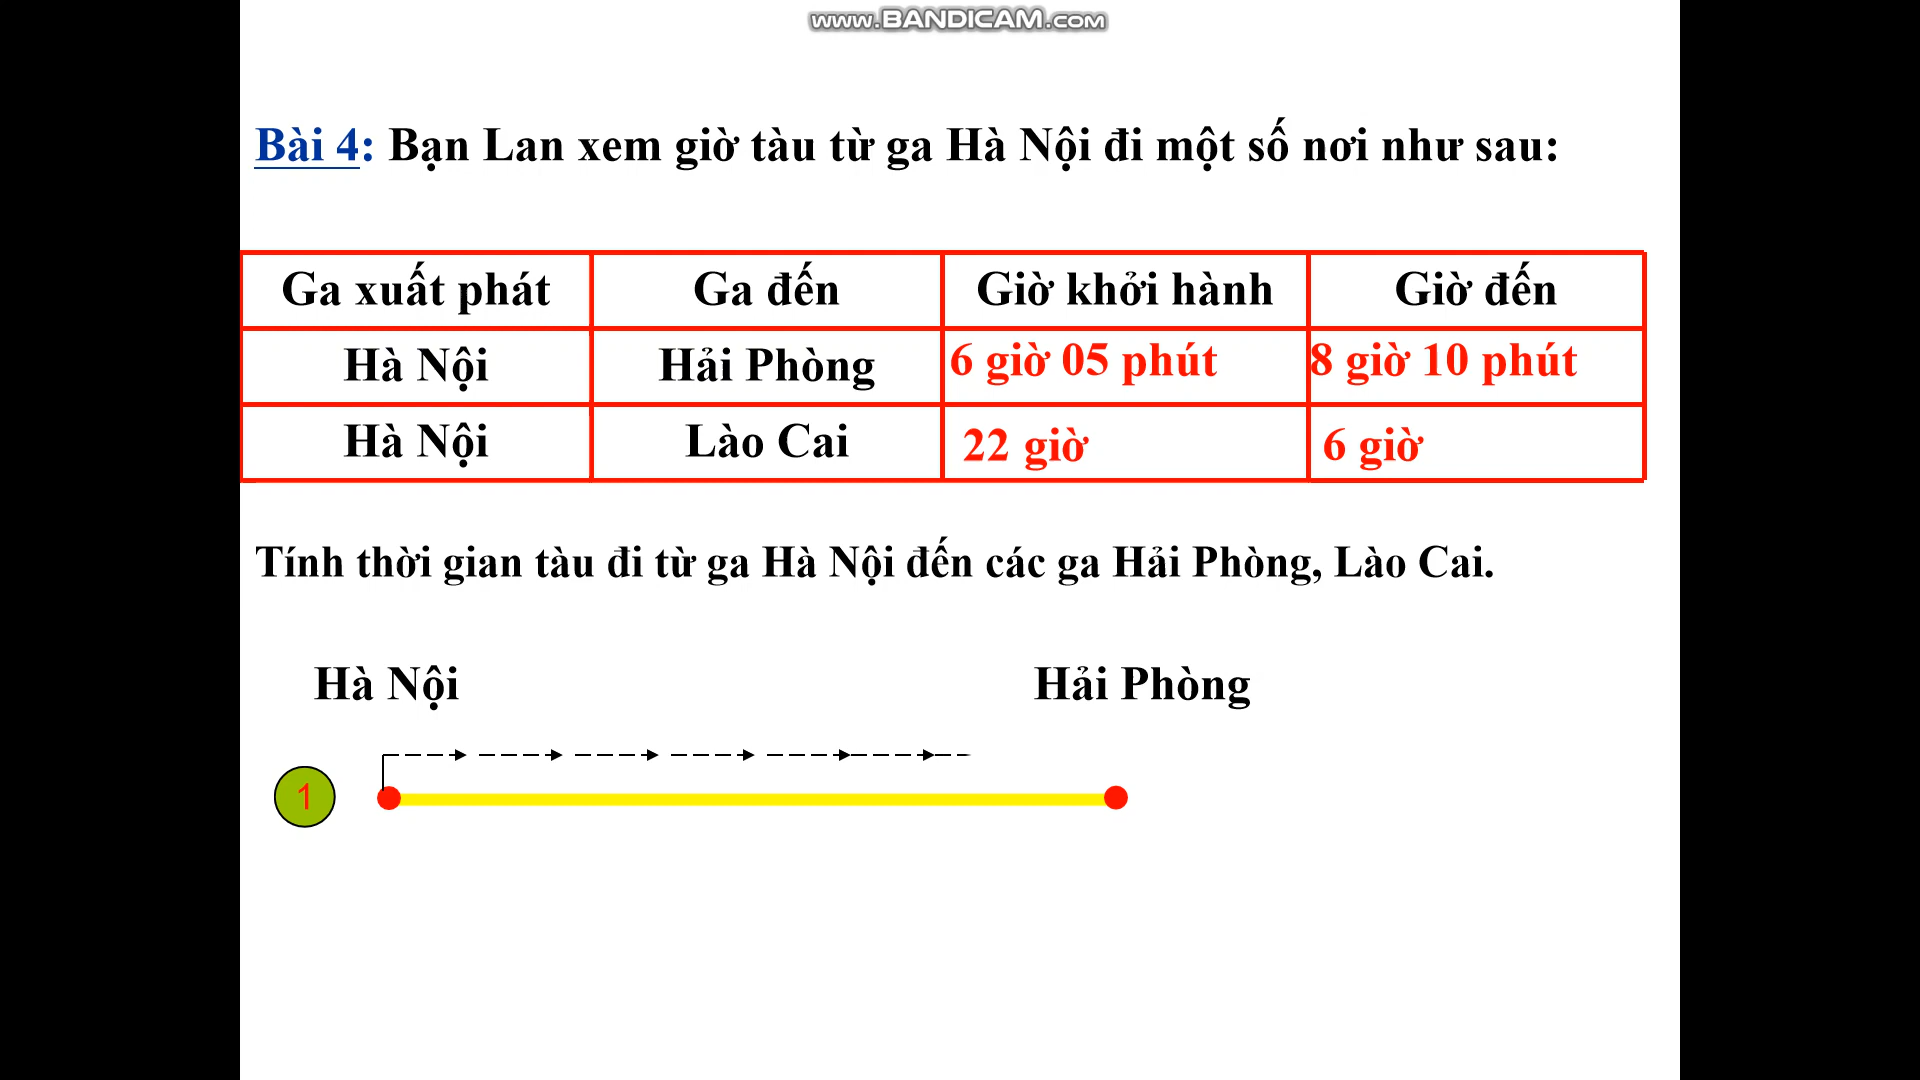 www.BANDICAM.com
Bài 4: Bạn Lan xem giờ tàu từ ga Hà Nội đi một số nơi như sau:
Ga xuất phát Ga đến Giờ khởi hành Giờ đến
Hà Nội Hải Phòng 6 giờ 05 phút 8 giờ 10 phút
Hà Nội Lào Cai 22 giờ 6 giờ
Tính thời gian tàu đi từ ga Hà Nội đến các ga Hải Phòng, Lào Cai.
Hà Nội Hải Phòng
1